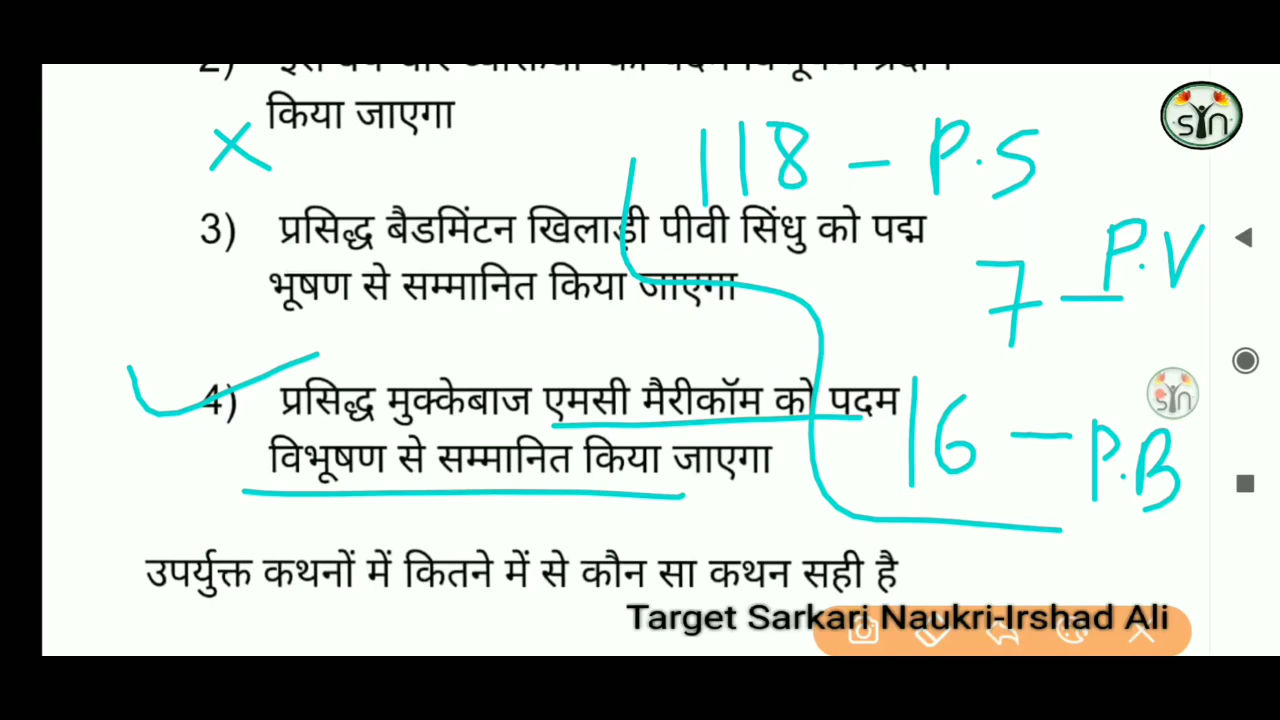 किया जाएगा
118 - P.S
3) प्रसिद्ध बैडमिंटन खिलाड़ी पीवी सिंधु को पद्म
भूषण से सम्मानित किया जाएगा
7 - P.V
4) प्रसिद्ध मुक्केबाज एमसी मैरीकॉम को पदम
विभूषण से सम्मानित किया जाएगा
16 - P.B
उपर्युक्त कथनों में कितने में से कौन सा कथन सही है
Target Sarkari Naukri-Irshad Ali